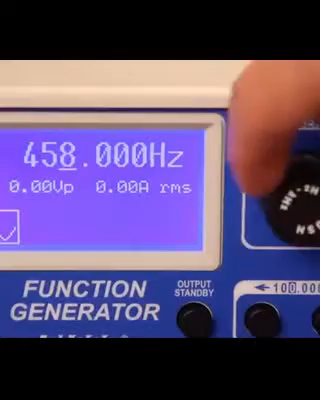 458.000Hz
0.00Vp 0.00A rms
FUNCTION
GENERATOR
OUTPUT
STANDBY